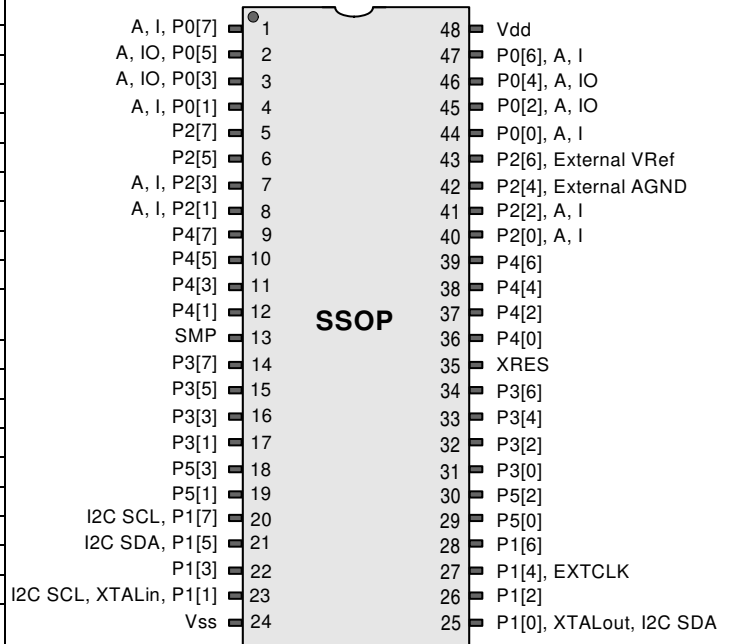 A, I, P0[7] 1 48 Vdd
A, IO, P0[5] 2 47 P0[6], A, I
A, IO, P0[3] 3 46 P0[4], A, IO
A, I, P0[1] 4 45 P0[2], A, IO
P2[7] 5 44 P0[0], A, I
P2[5] 6 43 P2[6], External VRef
A, I, P2[3] 7 42 P2[4], External AGND
A, I, P2[1] 8 41 P2[2], A, I
P4[7] 9 40 P2[0], A, I
P4[5] 10 39 P4[6]
P4[3] 11 38 P4[4]
P4[1] 12 SSOP 37 P4[2]
SMP 13 36 P4[0]
P3[7] 14 35 XRES
P3[5] 15 34 P3[6]
P3[3] 16 33 P3[4]
P3[1] 17 32 P3[2]
P5[3] 18 31 P3[0]
P5[1] 19 30 P5[2]
I2C SCL, P1[7] 20 29 P5[0]
I2C SDA, P1[5] 21 28 P1[6]
P1[3] 22 27 P1[4], EXTCLK
I2C SCL, XTALin, P1[1] 23 26 P1[2]
Vss 24 25 P1[0], XTALout, I2C SDA